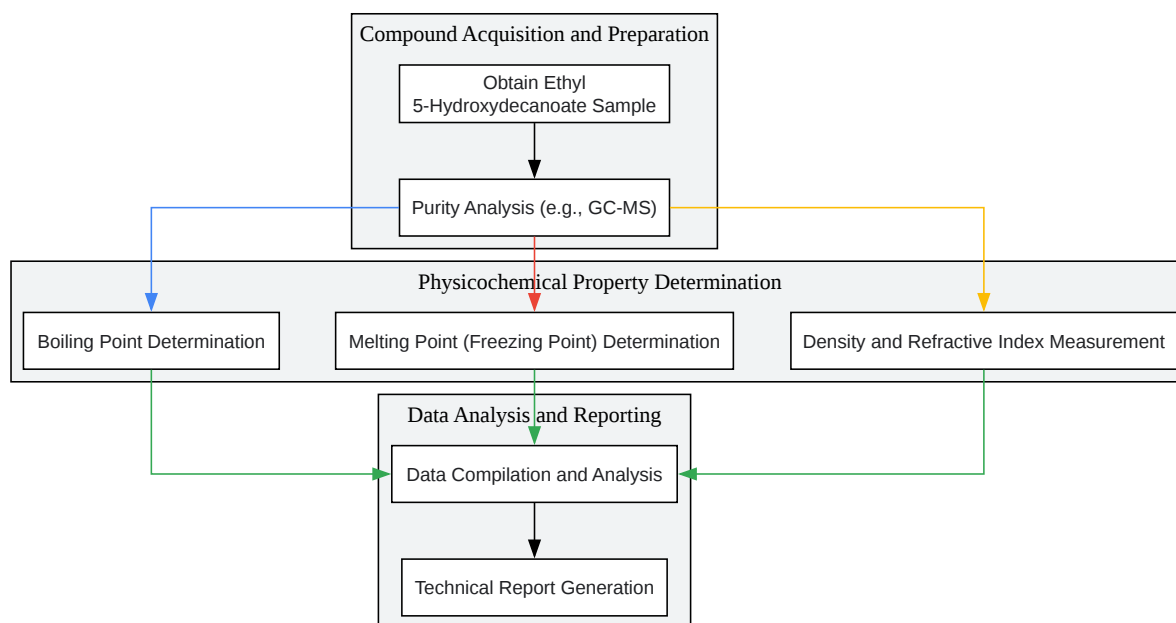 Compound Acquisition and Preparation
Obtain Ethyl
5-Hydroxydecanoate Sample
Purity Analysis (e.g., GC-MS)
Physicochemical Property Determination
Boiling Point Determination
Melting Point (Freezing Point) Determination
Density and Refractive Index Measurement
Data Analysis and Reporting
Data Compilation and Analysis
Technical Report Generation